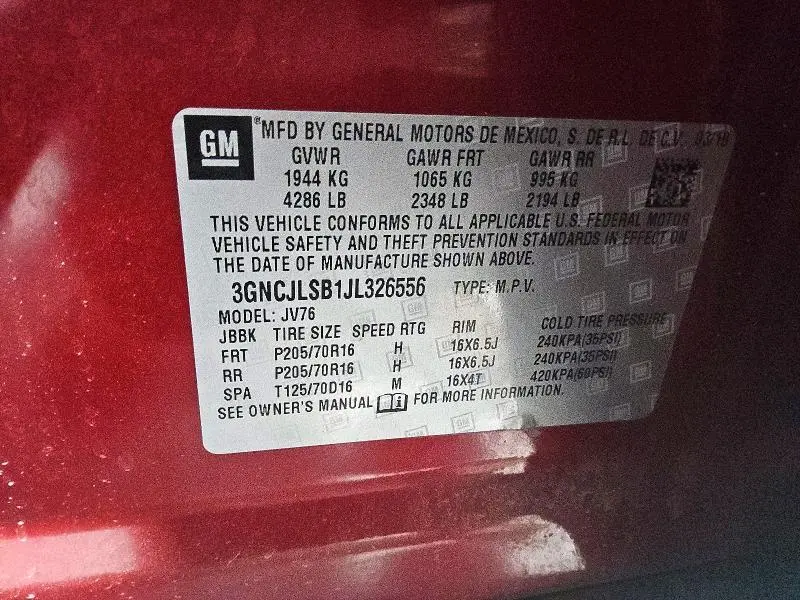 GM ® MFD BY GENERAL MOTORS DE MEXICO, S. DE R.L. DE C.V. 03/18
GVWR GAWR FRT GAWR RR
1944 KG 1065 KG 995 KG
4286 LB 2348 LB 2194 LB
THIS VEHICLE CONFORMS TO ALL APPLICABLE U.S. FEDERAL MOTOR
VEHICLE SAFETY AND THEFT PREVENTION STANDARDS IN EFFECT ON
THE DATE OF MANUFACTURE SHOWN ABOVE.
3GNCJLSB1JL326556 TYPE: M.P.V.
MODEL: JV76
JBBK TIRE SIZE SPEED RTG RIM COLD TIRE PRESSURE
FRT P205/70R16 H 16X6.5J 240KPA(35PSI)
RR P205/70R16 H 16X6.5J 240KPA(35PSI)
SPA T125/70D16 M 16X4T 420KPA(60PSI)
SEE OWNER'S MANUAL FOR MORE INFORMATION.